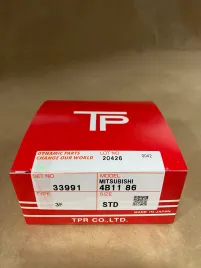 TP
DYNAMIC PARTS
CHANGE OUR WORLD
LOT NO
20426
SET NO
33991
MODEL
MITSUBISHI
4B11 86
TYPE
SIZE
STD
MADE IN JAPAN
TPR CO.,LTD.